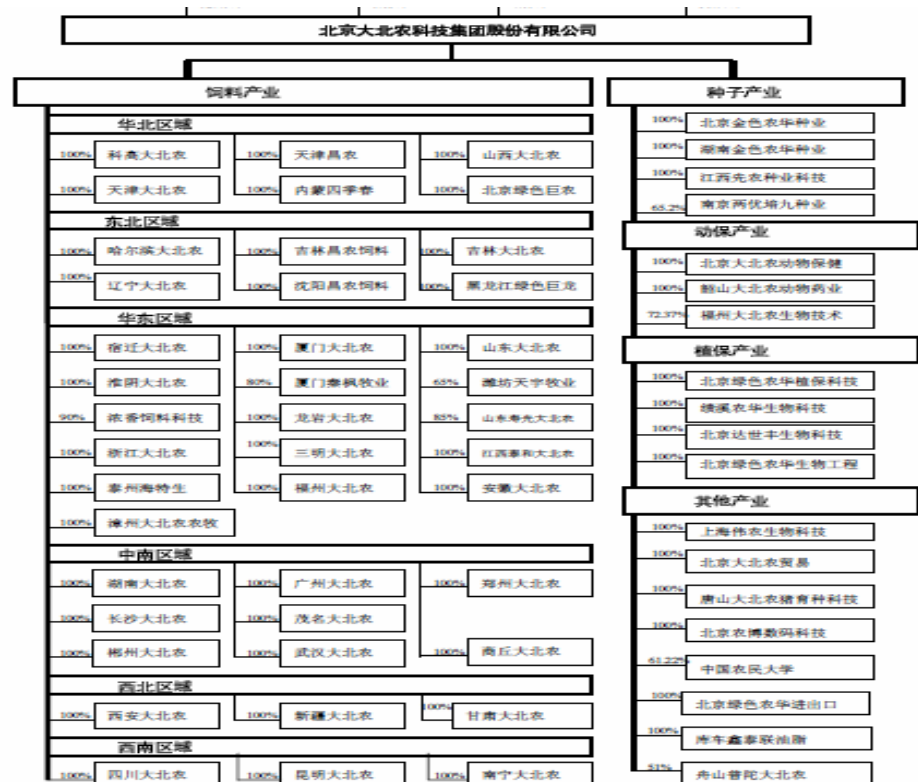 北京大北农科技集团股份有限公司
饲料产业
华北区域
100% 科高大北农 100% 天津昌农 100% 山西大北农
100% 天津大北农 100% 内蒙四季春 100% 北京绿色巨农
东北区域
100% 哈尔滨大北农 100% 吉林昌农饲料 100% 吉林大北农
100% 辽宁大北农 100% 沈阳昌农饲料 100% 黑龙江绿色巨龙
华东区域
100% 宿迁大北农 100% 厦门大北农 100% 山东大北农
100% 淮阴大北农 80% 厦门泰枫牧业 65% 潍坊天宇牧业
90% 浓香饲料科技 100% 龙岩大北农 85% 山东寿光大北农
100% 浙江大北农 100% 三明大北农 100% 江西泰和大北农
100% 泰州海特生 100% 福州大北农 100% 安徽大北农
100% 漳州大北农农牧
中南区域
100% 湖南大北农 100% 广州大北农 100% 郑州大北农
100% 长沙大北农 100% 茂名大北农
100% 郴州大北农 100% 武汉大北农 100% 商丘大北农
西北区域
100% 西安大北农 100% 新疆大北农 100% 甘肃大北农
西南区域
100% 四川大北农 100% 昆明大北农 100% 南宁大北农
种子产业
100% 北京金色农华种业
100% 湖南金色农华种业
100% 江西先农种业科技
65.2% 南京两优培九种业
动保产业
100% 北京大北农动物保健
100% 韶山大北农动物药业
72.37% 福州大北农生物技术
植保产业
100% 北京绿色农华植保科技
100% 绩溪农华生物科技
100% 北京达世丰生物科技
100% 北京绿色农华生物工程
其他产业
100% 上海伟农生物科技
100% 北京大北农贸易
100% 唐山大北农猪育种科技
100% 北京农博数码科技
61.22% 中国农民大学
100% 北京绿色农华进出口
100% 库车鑫泰联油脂
51% 舟山普陀大北农